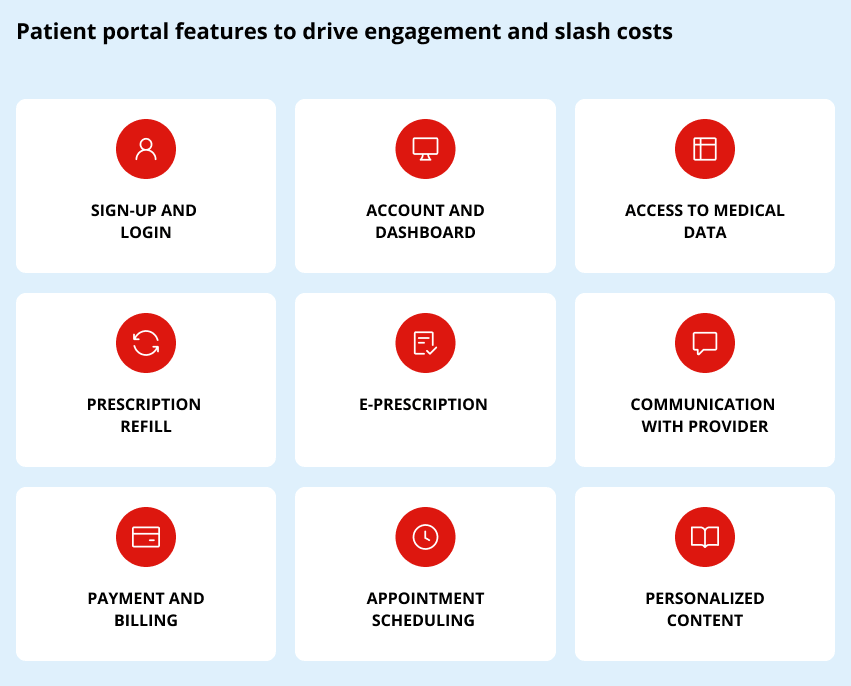 Patient portal features to drive engagement and slash costs
SIGN-UP AND
LOGIN
ACCOUNT AND
DASHBOARD
ACCESS TO MEDICAL
DATA
PRESCRIPTION
REFILL
E-PRESCRIPTION
COMMUNICATION
WITH PROVIDER
PAYMENT AND
BILLING
APPOINTMENT
SCHEDULING
PERSONALIZED
CONTENT